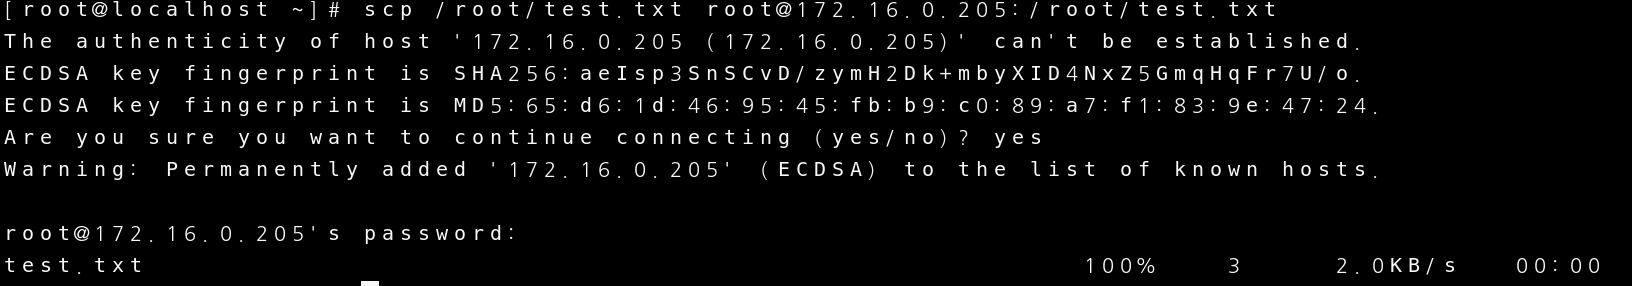 [root@localhost ~]# scp /root/test.txt root@172.16.0.205:/root/test.txt
The authenticity of host '172.16.0.205 (172.16.0.205)' can't be established.
ECDSA key fingerprint is SHA256:aeIsp3SnSCvD/zymH2Dk+mbyXID4NxZ5GmqHqFr7U/o.
ECDSA key fingerprint is MD5:65:d6:1d:46:95:45:fb:b9:c0:89:a7:f1:83:9e:47:24.
Are you sure you want to continue connecting (yes/no)? yes
Warning: Permanently added '172.16.0.205' (ECDSA) to the list of known hosts.
root@172.16.0.205's password:
test.txt 100% 3 2.0KB/s 00:00